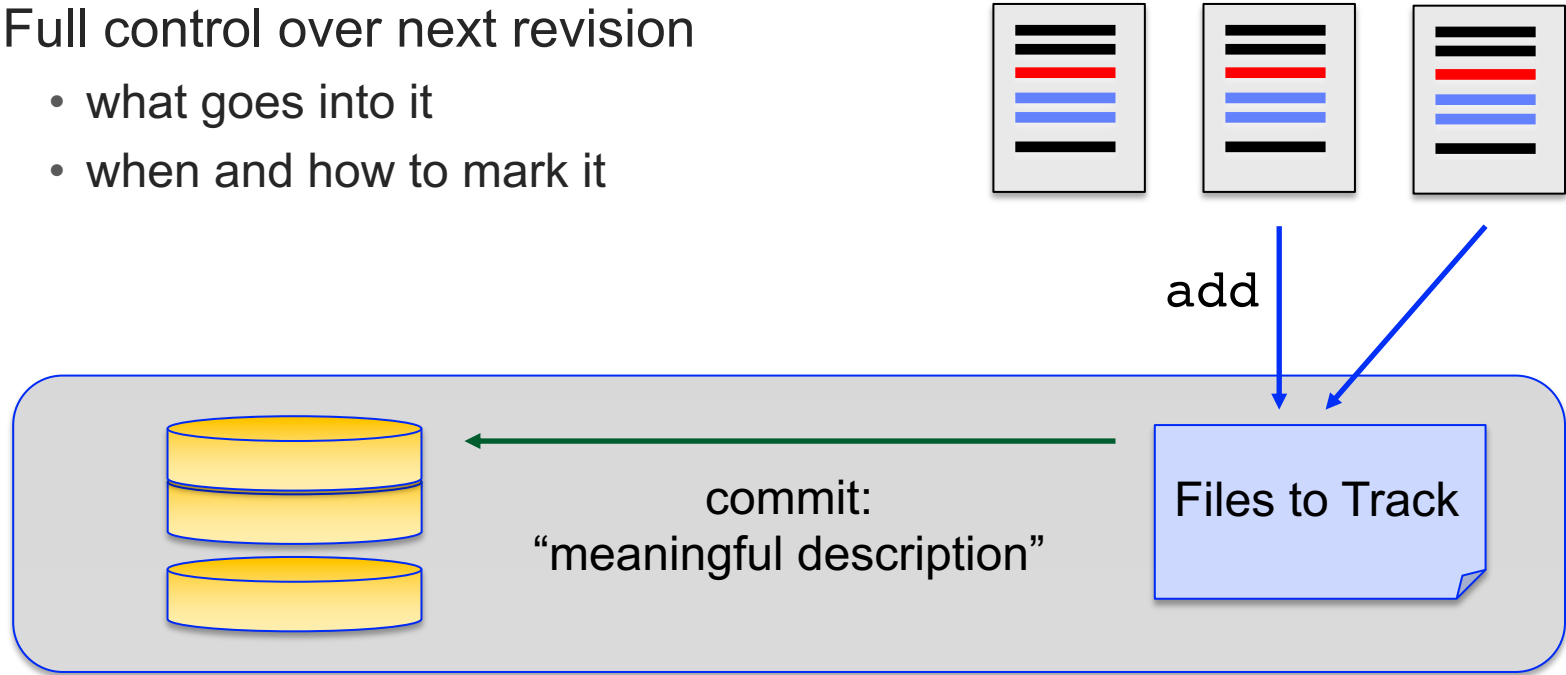 Full control over next revision
• what goes into it
• when and how to mark it
add
commit:
“meaningful description”
Files to Track